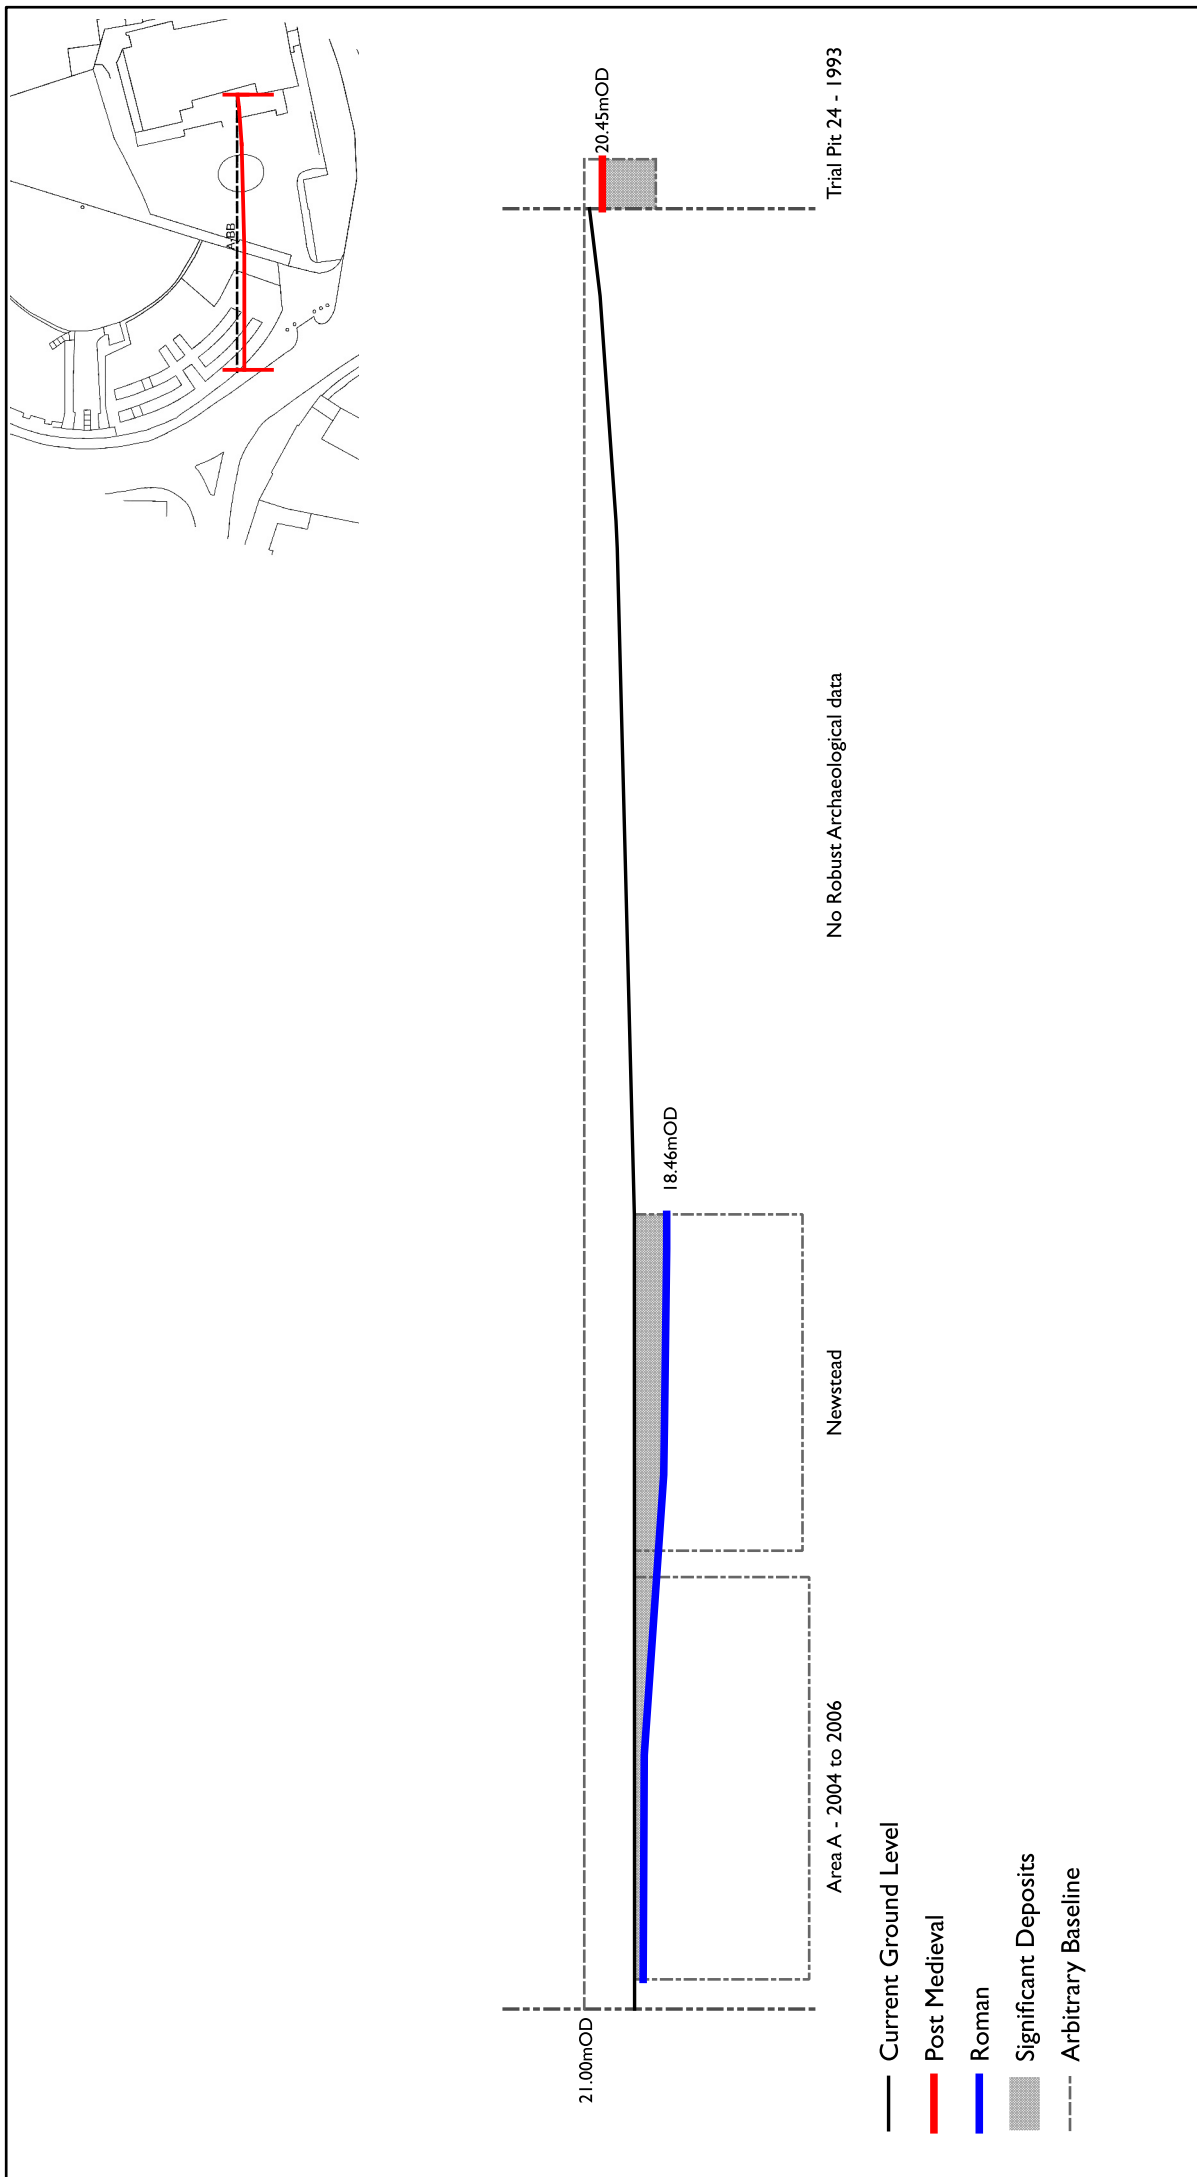 A-BB
21.00mOD
18.46mOD
20.45mOD
Area A - 2004 to 2006
Newstead
No Robust Archaeological data
Trial Pit 24 - 1993
Current Ground Level
Post Medieval
Roman
Significant Deposits
Arbitrary Baseline